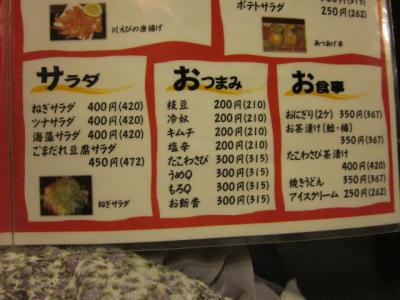 川えびの唐揚げ
ポテトサラダ
250円(262)
あつあげ串
サラダ
ねぎサラダ 400円(420)
ツナサラダ 400円(420)
海藻サラダ 400円(420)
ごまだれ豆腐サラダ
450円(472)
ねぎサラダ
おつまみ
枝豆 200円(210)
冷奴 200円(210)
キムチ 200円(210)
塩辛 200円(210)
たこわさび 300円(315)
うめQ 300円(315)
もろQ 300円(315)
お新香 300円(315)
お食事
おにぎり(2ケ) 350円(367)
お茶漬け(鮭・梅)
350円(367)
たこわさび茶漬け
400円(420)
焼きうどん 350円(367)
アイスクリーム 250円(262)